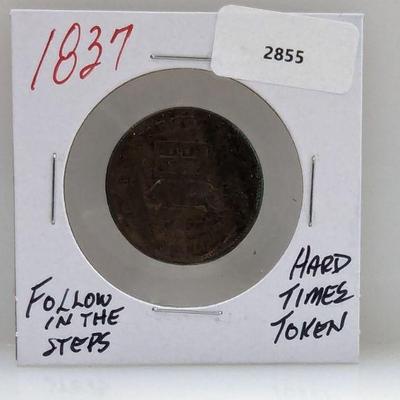 1837
2855
FOLLOW
IN THE
STEPS
HARD
TIMES
TOKEN